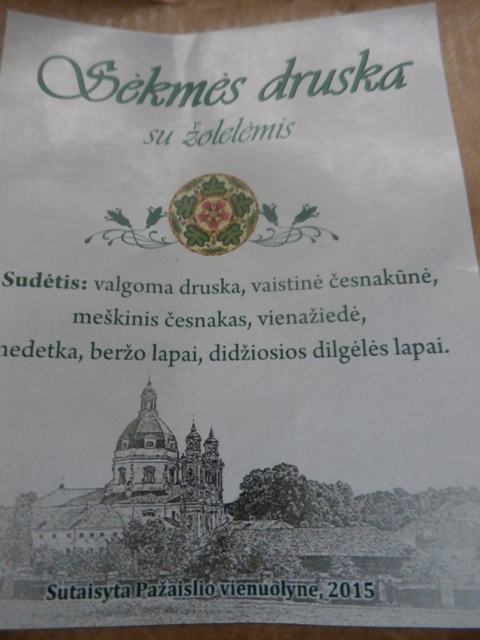 Sėkmės druska
su žolelėmis
Sudėtis: valgoma druska, vaistinė česnakūnė,
meškinis česnakas, vienažiedė,
nedetka, beržo lapai, didžiosios dilgėlės lapai.
Sutaisyta Pažaislio vienuolyne, 2015